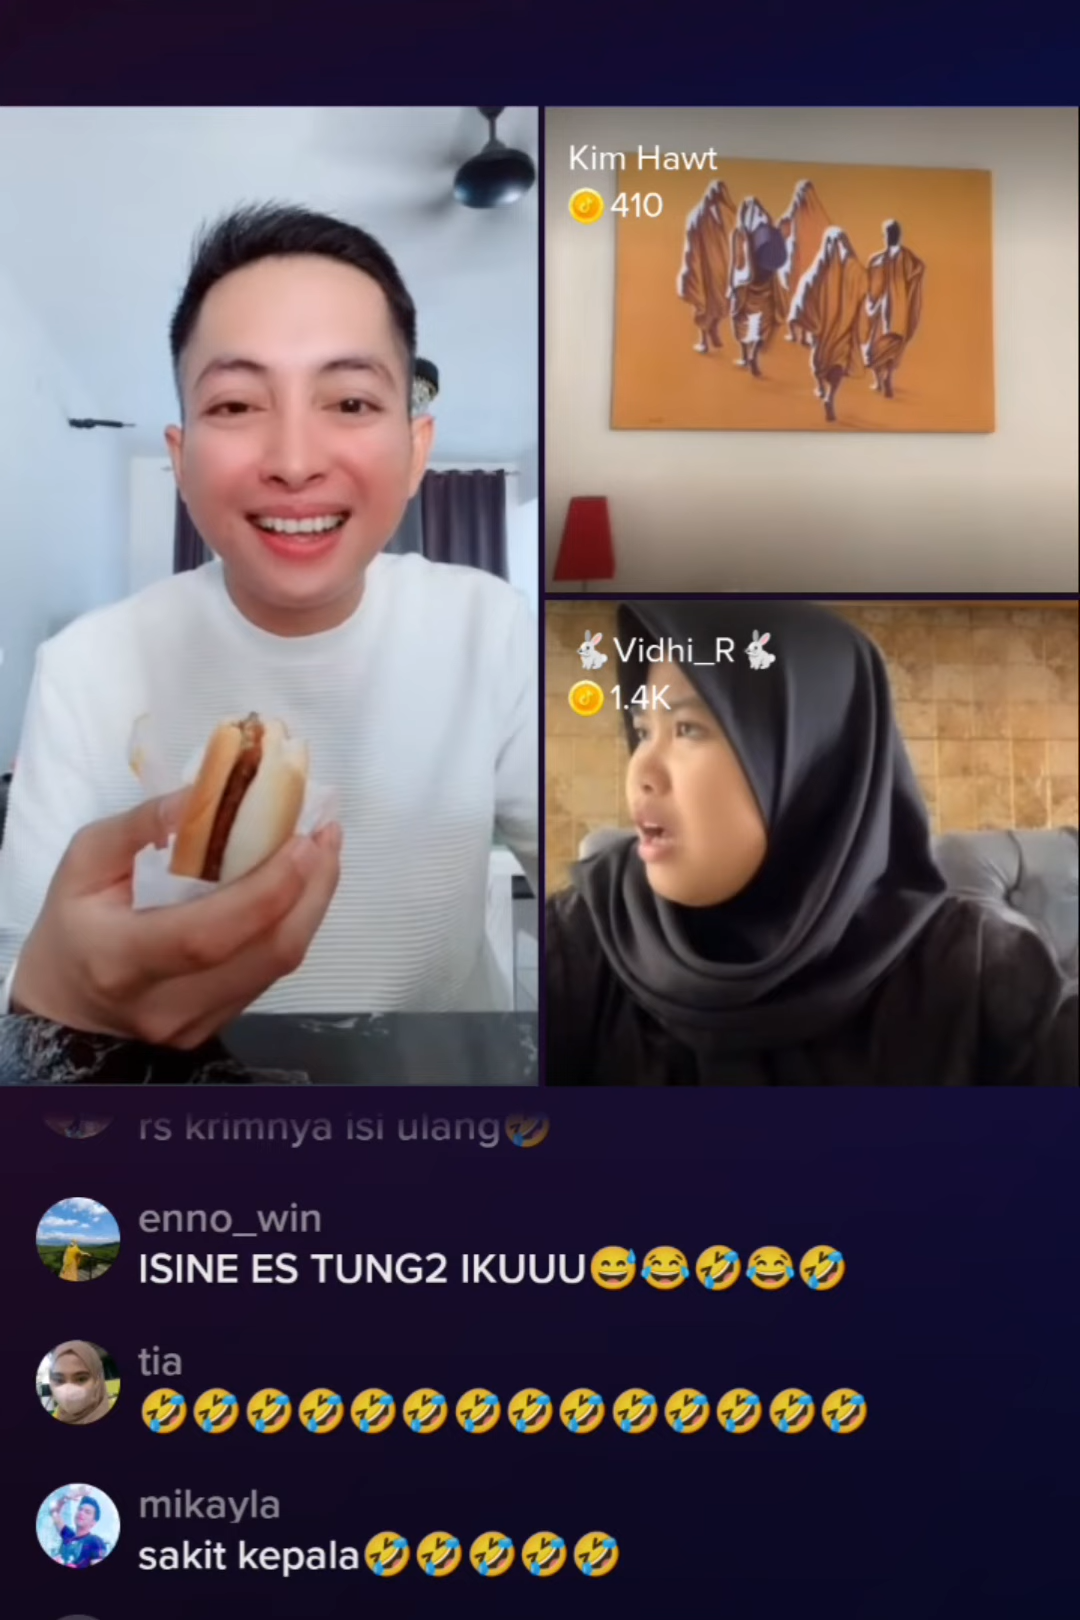 Kim Hawt
410
🐇Vidhi_R🐇
1.4K
rs krimnya isi ulang🤣
enno_win
ISINE ES TUNG2 IKUUU😅😂🤣😂🤣
tia
🤣🤣🤣🤣🤣🤣🤣🤣🤣🤣🤣🤣🤣🤣
mikayla
sakit kepala🤣🤣🤣🤣🤣